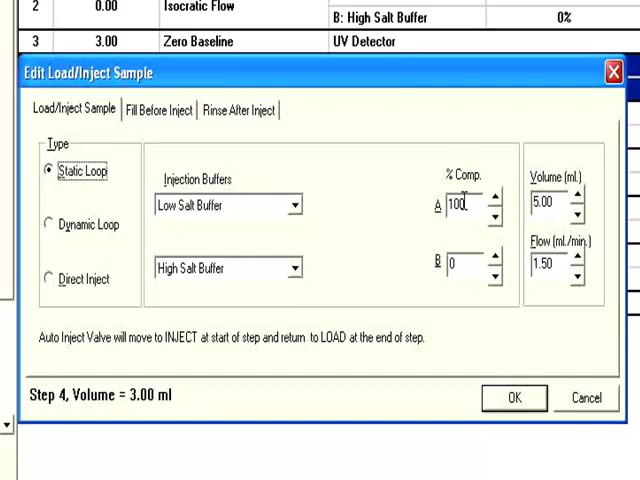 2 0.00 Isocratic Flow
B: High Salt Buffer 0%
3 3.00 Zero Baseline UV Detector
Edit Load/Inject Sample
Load/Inject Sample Fill Before Inject Rinse After Inject
Type
Static Loop
Dynamic Loop
Direct Inject
Injection Buffers
Low Salt Buffer
High Salt Buffer
% Comp.
A 100
B 0
Volume (ml.)
5.00
Flow (ml./min.)
1.50
Auto Inject Valve will move to INJECT at start of step and return to LOAD at the end of step.
Step 4, Volume = 3.00 ml
OK Cancel